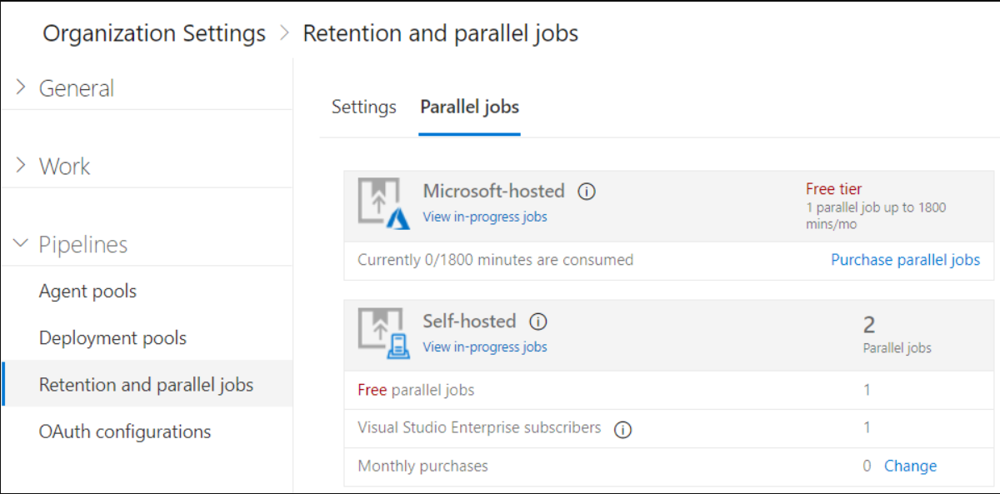 Organization Settings > Retention and parallel jobs
General
Work
Pipelines
Agent pools
Deployment pools
Retention and parallel jobs
OAuth configurations
Settings Parallel jobs
Microsoft-hosted
View in-progress jobs
Free tier
1 parallel job up to 1800
mins/mo
Currently 0/1800 minutes are consumed Purchase parallel jobs
Self-hosted
View in-progress jobs
2
Parallel jobs
Free parallel jobs 1
Visual Studio Enterprise subscribers 1
Monthly purchases 0 Change